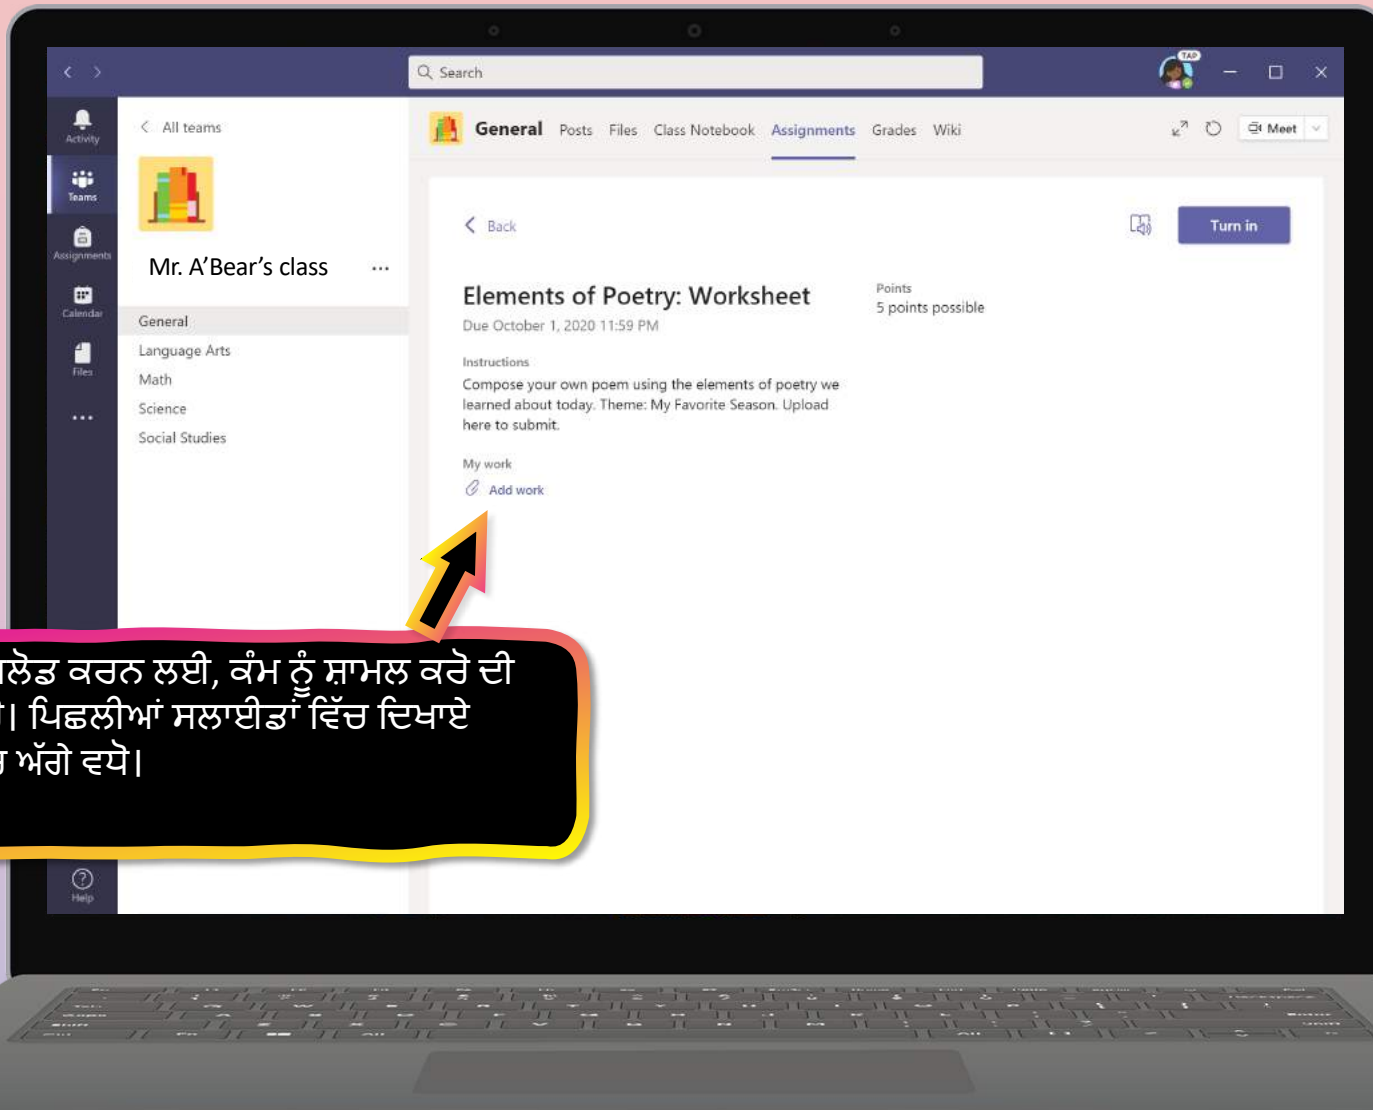 Search
TAP
Activity
Teams
Assignments
Calendar
Files
Help
All teams
Mr. A'Bear's class
General
Language Arts
Math
Science
Social Studies
General Posts Files Class Notebook Assignments Grades Wiki
Meet
Back
Turn in
Elements of Poetry: Worksheet
Due October 1, 2020 11:59 PM
Points
5 points possible
Instructions
Compose your own poem using the elements of poetry we
learned about today. Theme: My Favorite Season. Upload
here to submit.
My work
Add work
ਕਰਨ ਲਈ, ਕੰਮ ਨੂੰ ਸ਼ਾਮਲ ਕਰੋ ਦੀ
ਪਿਛਲੀਆਂ ਸਲਾਈਡਾਂ ਵਿੱਚ ਦਿਖਾਏ
ਅੱਗੇ ਵਧੋ।